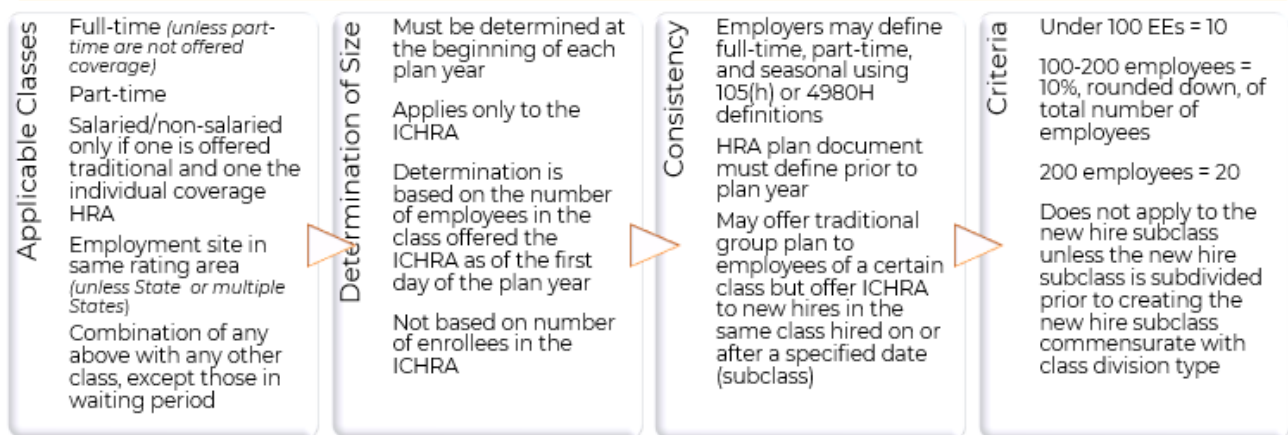 Applicable Classes
Full-time (unless part-
time are not offered
coverage)
Part-time
Salaried/non-salaried
only if one is offered
traditional and one the
individual coverage
HRA
Employment site in
same rating area
(unless State or multiple
States)
Combination of any
above with any other
class, except those in
waiting period
Determination of Size
Must be determined at
the beginning of each
plan year
Applies only to the
ICHRA
Determination is
based on the number
of employees in the
class offered the
ICHRA as of the first
day of the plan year
Not based on number
of enrollees in the
ICHRA
Consistency
Employers may define
full-time, part-time,
and seasonal using
105(h) or 4980H
definitions
HRA plan document
must define prior to
plan year
May offer traditional
group plan to
employees of a certain
class but offer ICHRA
to new hires in the
same class hired on or
after a specified date
(subclass)
Criteria
Under 100 EEs = 10
100-200 employees =
10%, rounded down, of
total number of
employees
200 employees = 20
Does not apply to the
new hire subclass
unless the new hire
subclass is subdivided
prior to creating the
new hire subclass
commensurate with
class division type